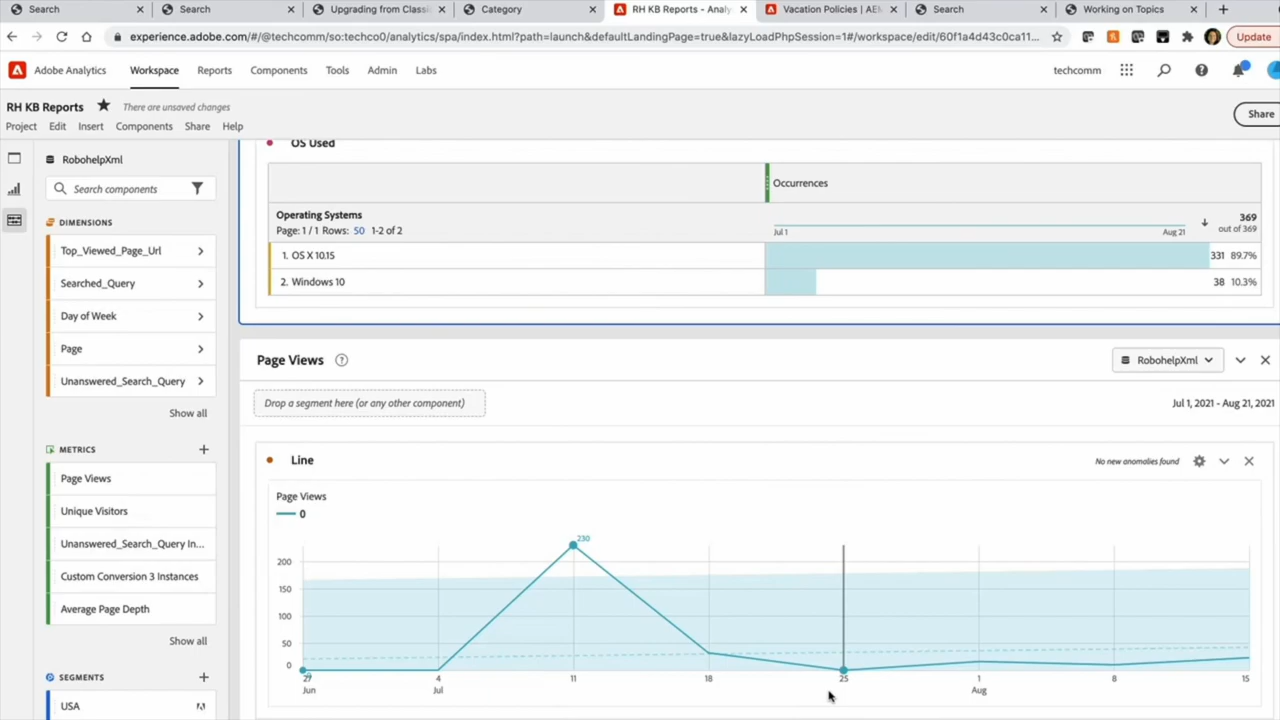 Search
Search
Upgrading from Classi
Category
RH KB Reports - Analy
Vacation Policies | AEM
Search
Working on Topics
experience.adobe.com/#/@techcomm/so:techco0/analytics/spa/index.html?path=launch&defaultLandingPage=true&lazyLoadPhpSession=1#/workspace/edit/60f1a4d43c0ca11...
Update
Adobe Analytics
Workspace
Reports
Components
Tools
Admin
Labs
techcomm
RH KB Reports
There are unsaved changes
Share
Project
Edit
Insert
Components
Share
Help
RobohelpXml
Search components
DIMENSIONS
Top_Viewed_Page_Url
Searched_Query
Day of Week
Page
Unanswered_Search_Query
Show all
METRICS
Page Views
Unique Visitors
Unanswered_Search_Query In...
Custom Conversion 3 Instances
Average Page Depth
Show all
SEGMENTS
USA
OS Used
Occurrences
Operating Systems
Page: 1 / 1 Rows: 50 1-2 of 2
Jul 1
Aug 21
369
out of 369
1. OS X 10.15
331 89.7%
2. Windows 10
38 10.3%
Page Views
RobohelpXml
Drop a segment here (or any other component)
Jul 1, 2021 - Aug 21, 2021
Line
No new anomalies found
Page Views
0
230
200
150
100
50
0
27 4 11 18 25 1 8 15
Jun Jul Aug